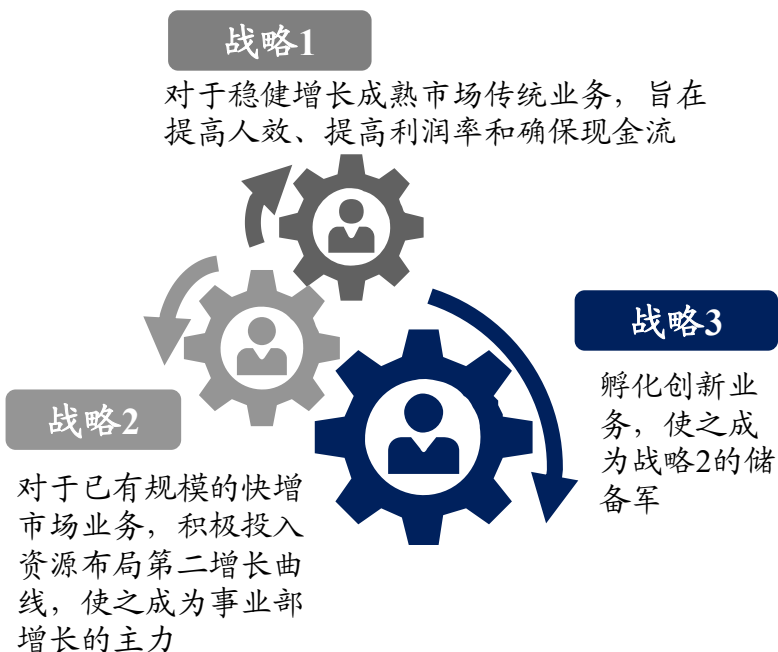 战略1
对于稳健增长成熟市场传统业务，旨在
提高人效、提高利润率和确保现金流
战略3
孵化创新业
务，使之成
为战略2的储
备军
战略2
对于已有规模的快增
市场业务，积极投入
资源布局第二增长曲
线，使之成为事业部
增长的主力